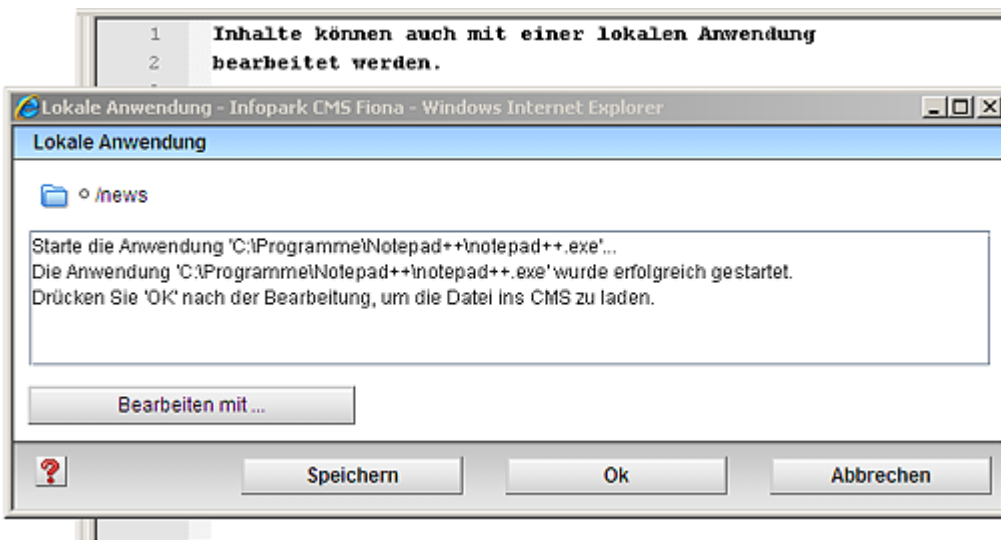 1 Inhalte können auch mit einer lokalen Anwendung
2 bearbeitet werden.
Lokale Anwendung - Infopark CMS Fiona - Windows Internet Explorer
Lokale Anwendung
/news
Starte die Anwendung 'C:\Programme\Notepad++\notepad++.exe'...
Die Anwendung 'C:\Programme\Notepad++\notepad++.exe' wurde erfolgreich gestartet.
Drücken Sie 'OK' nach der Bearbeitung, um die Datei ins CMS zu laden.
Bearbeiten mit ...
? Speichern Ok Abbrechen